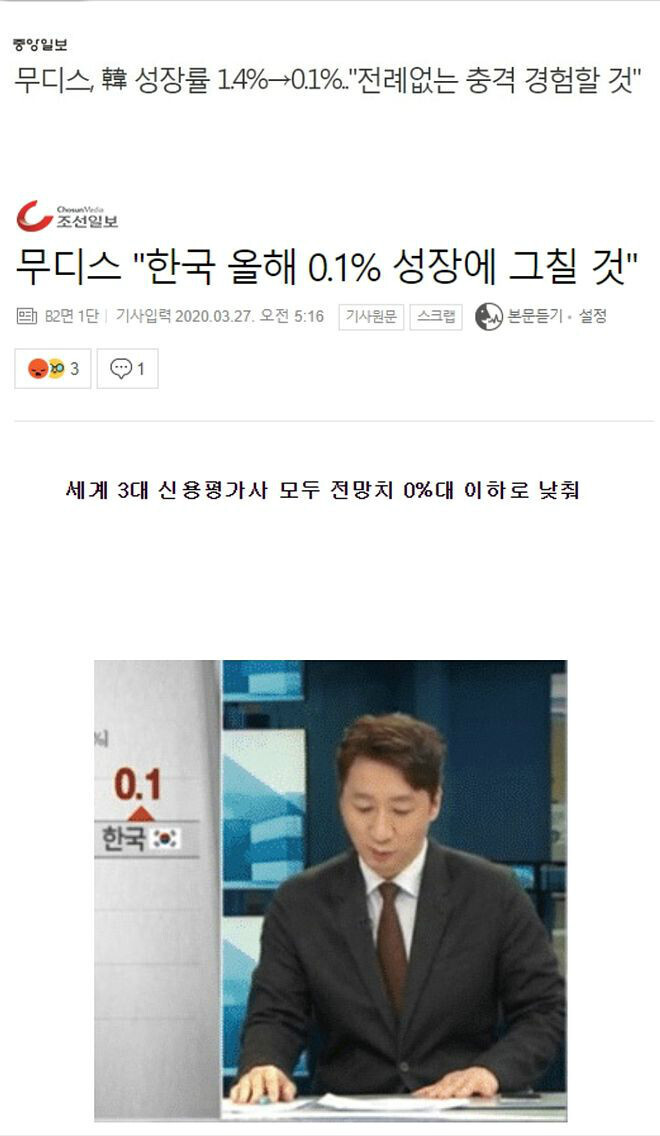 중앙일보
무디스, 韓 성장률 1.4%→0.1%.."전례없는 충격 경험할 것"
ChosunMedia
조선일보
무디스 "한국 올해 0.1% 성장에 그칠 것"
B2면 1단 기사입력 2020.03.27. 오전 5:16 기사원문 스크랩 본문듣기 · 설정
3 1
세계 3대 신용평가사 모두 전망치 0%대 이하로 낮춰
0.1
한국